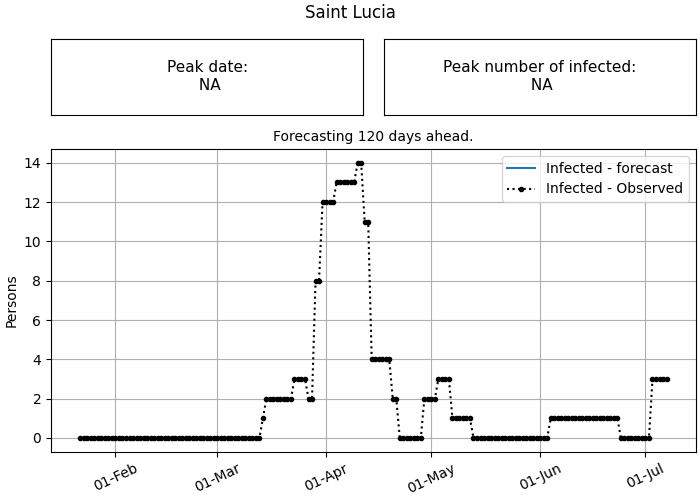 Saint Lucia
Peak date:
NA
Peak number of infected:
NA
Forecasting 120 days ahead.
Infected - forecast
Infected - Observed
Persons
14
12
10
8
6
4
2
0
01-Feb
01-Mar
01-Apr
01-May
01-Jun
01-Jul